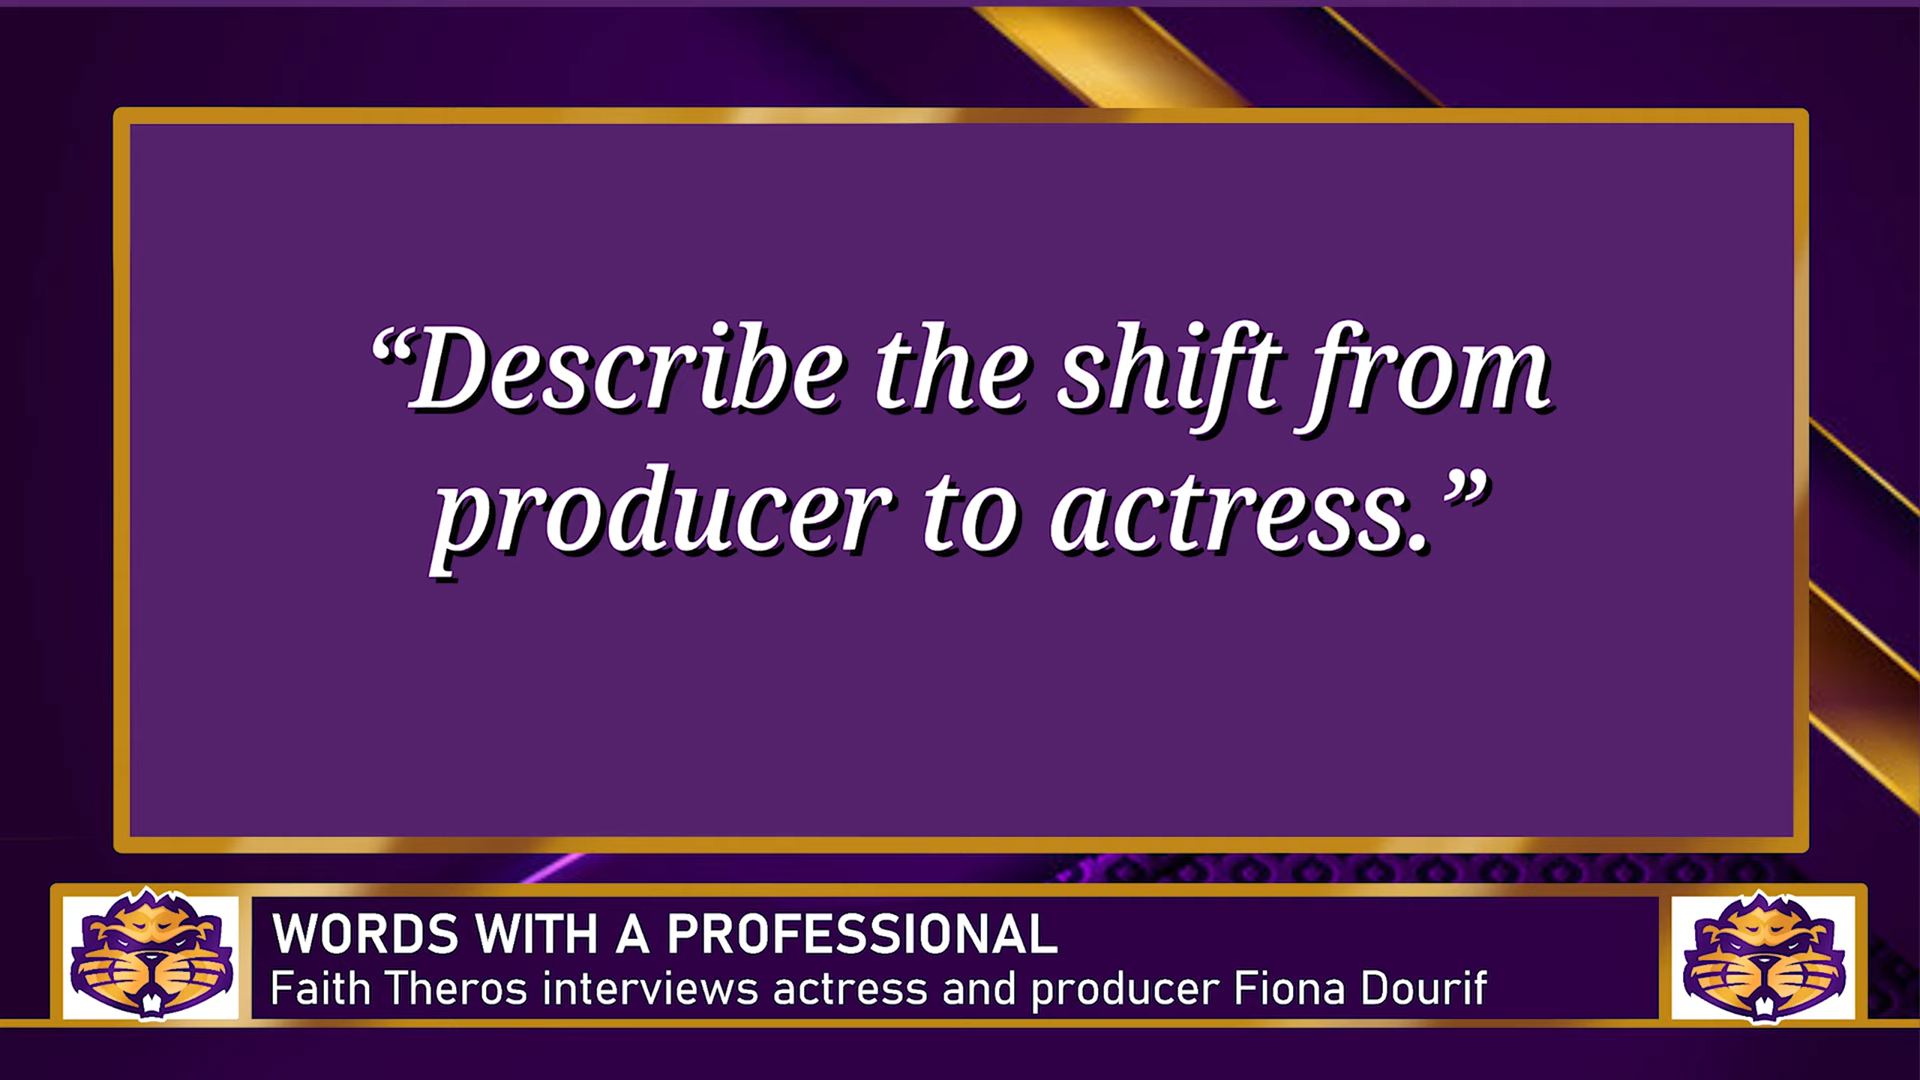 “Describe the shift from
producer to actress.”
WORDS WITH A PROFESSIONAL
Faith Theros interviews actress and producer Fiona Dourif